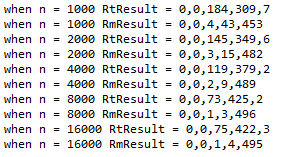 when n = 1000 RtResult = 0,0,184,309,7
when n = 1000 RmResult = 0,0,4,43,453
when n = 2000 RtResult = 0,0,145,349,6
when n = 2000 RmResult = 0,0,3,15,482
when n = 4000 RtResult = 0,0,119,379,2
when n = 4000 RmResult = 0,0,2,9,489
when n = 8000 RtResult = 0,0,73,425,2
when n = 8000 RmResult = 0,0,1,3,496
when n = 16000 RtResult = 0,0,75,422,3
when n = 16000 RmResult = 0,0,1,4,495